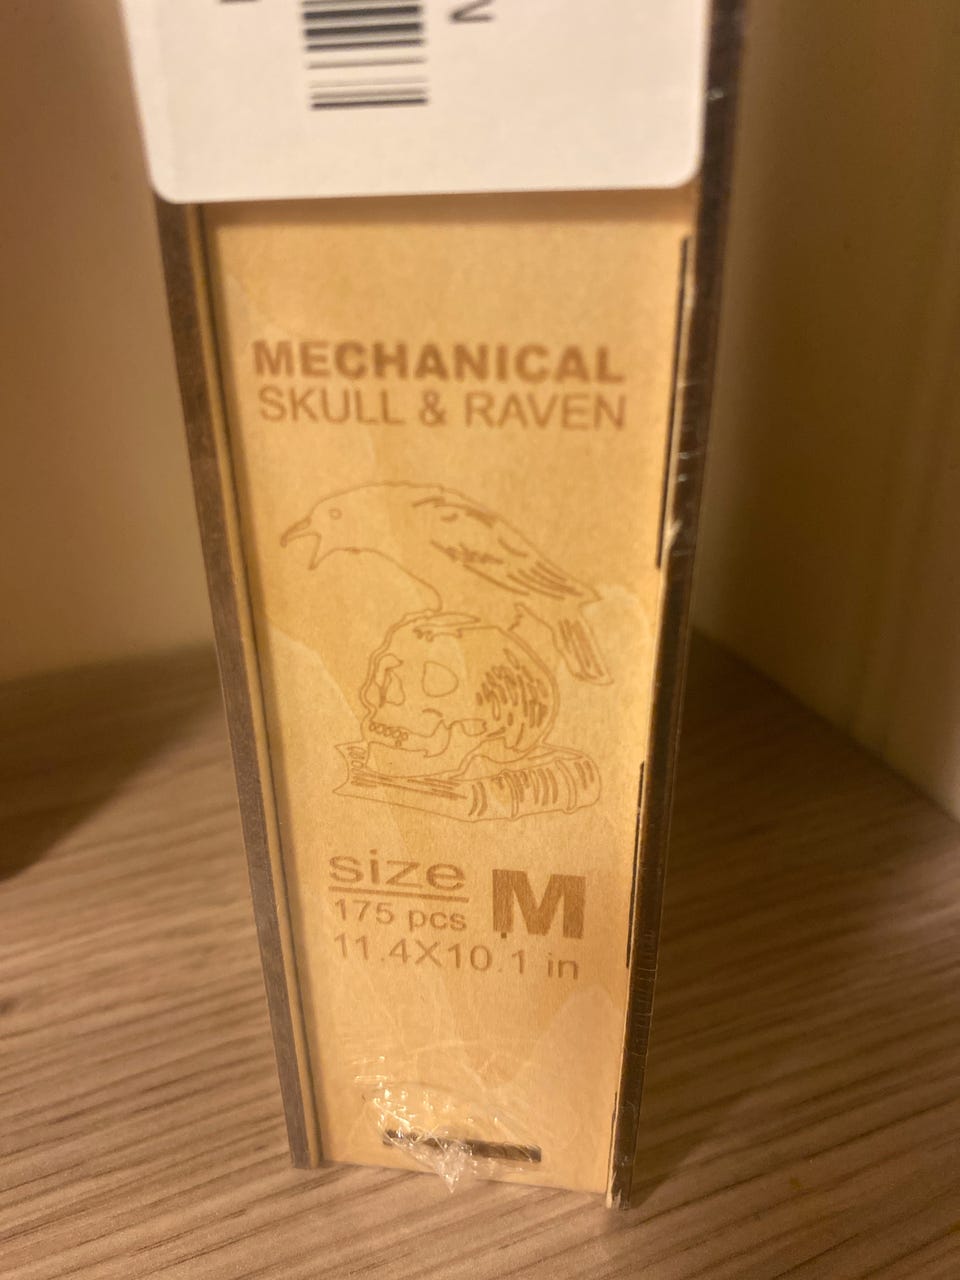 MECHANICAL
SKULL & RAVEN
size M
175 pcs
11.4X10.1 in